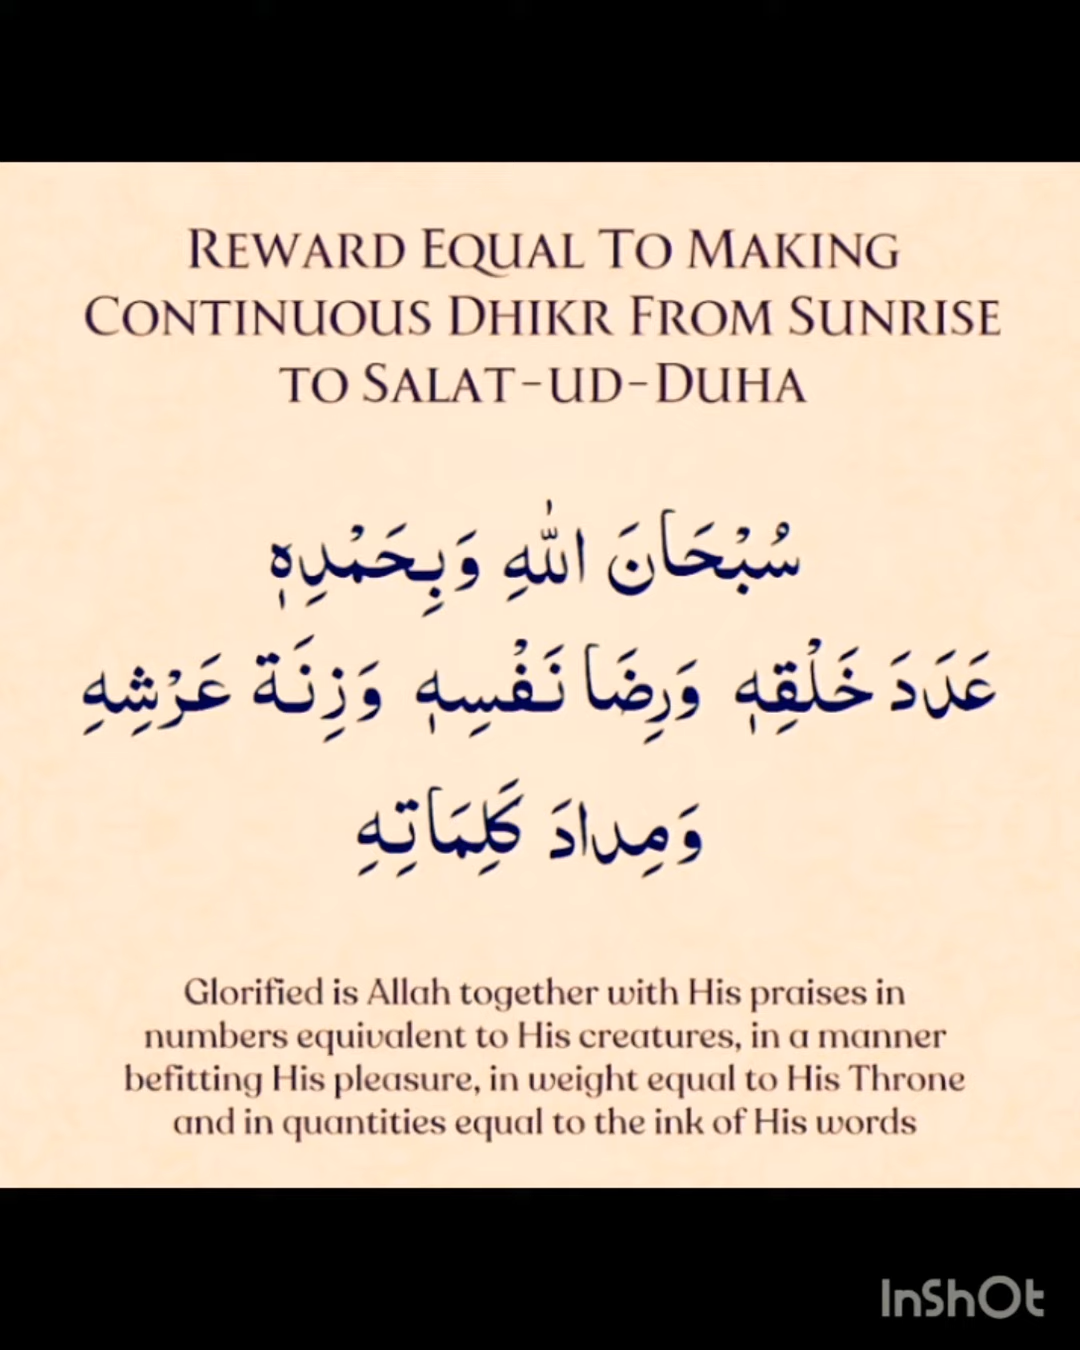 REWARD EQUAL TO MAKING
CONTINUOUS DHIKR FROM SUNRISE
TO SALAT-UD-DUHA
سُبْحَانَ اللّٰهِ وَبِحَمْدِهٖ
عَدَدَ خَلْقِهٖ وَرِضَا نَفْسِهٖ وَزِنَةَ عَرْشِهِ
وَمِدادَ كَلِمَاتِهِ
Glorified is Allah together with His praises in
numbers equivalent to His creatures, in a manner
befitting His pleasure, in weight equal to His Throne
and in quantities equal to the ink of His words
InShOt